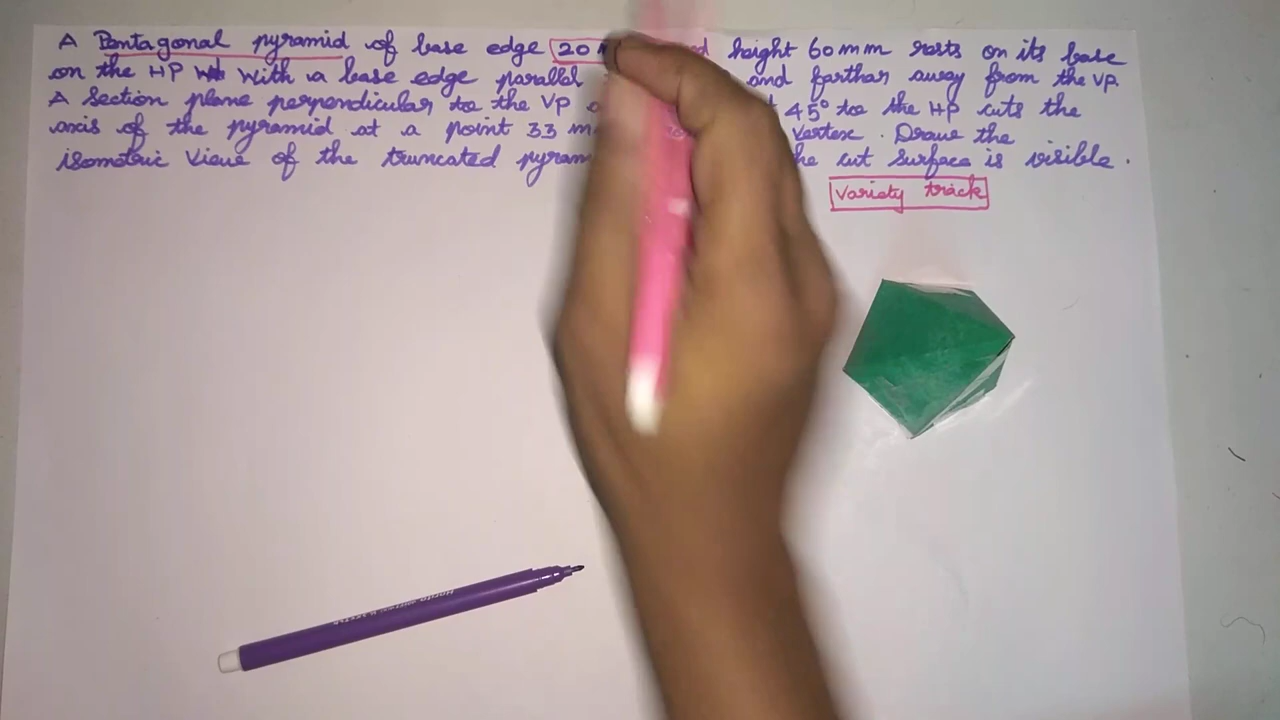 A Pentagonal pyramid of base edge 20 height 60mm rests on its base
on the HP with a base edge parallel and farthar away from the VP.
A Section plane perpendicular to the VP 45° to the HP cuts the
axis of the pyramid at a point 33 vertex. Draw the
isometric view of the truncated cut surface is visible.
Variety track